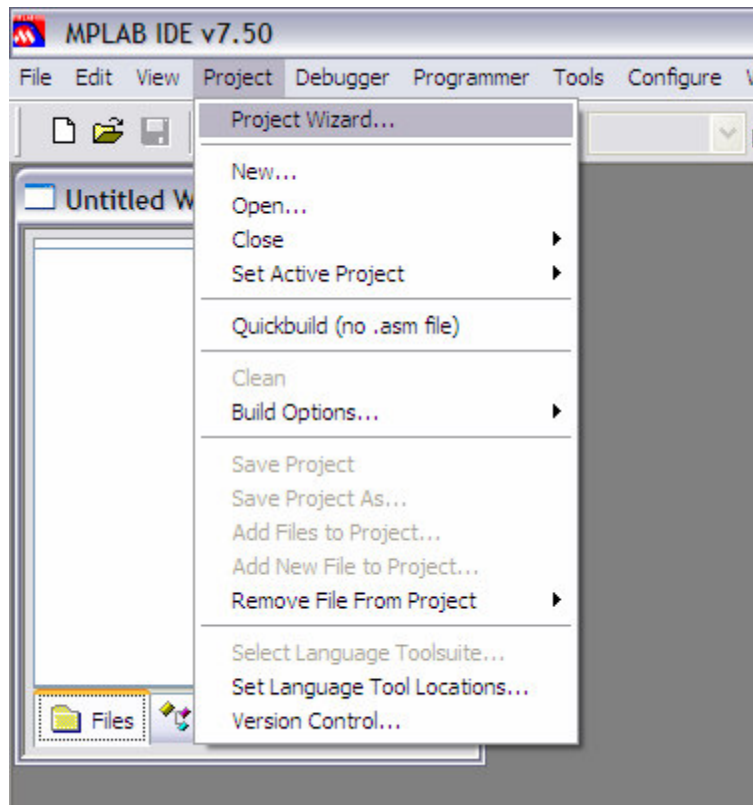 MPLAB IDE v7.50
File Edit View Project Debugger Programmer Tools Configure
Project Wizard...
New...
Untitled W
Open...
Close
Set Active Project
Quickbuild (no .asm file)
Clean
Build Options...
Save Project
Save Project As...
Add Files to Project...
Add New File to Project...
Remove File From Project
Select Language Toolsuite...
Set Language Tool Locations...
Files
Version Control...